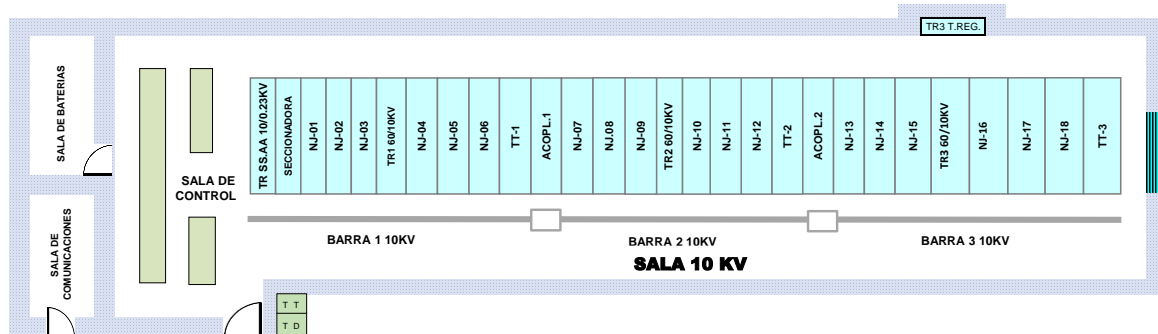 TR3 T.REG.
SALA DE BATERIAS
SALA DE
COMUNICACIONES
SALA DE
CONTROL
TR SS.AA 10/0.23KV
SECCIONADORA
NJ-01
NJ-02
NJ-03
TR1 60/10KV
NJ-04
NJ-05
NJ-06
TT-1
ACOPL.1
NJ-07
NJ.08
NJ-09
TR2 60/10KV
NJ-10
NJ-11
NJ-12
TT-2
ACOPL.2
NJ-13
NJ-14
NJ-15
TR3 60/10KV
NJ-16
NJ-17
NJ-18
TT-3
BARRA 1 10KV
BARRA 2 10KV
BARRA 3 10KV
SALA 10 KV
T T
T D